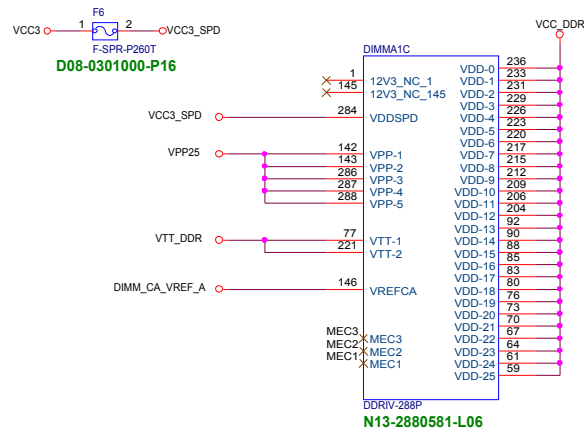 F6
VCC3 1 2 VCC3_SPD
F-SPR-P260T
D08-0301000-P16
VCC_DDR
DIMMA1C
1 12V3_NC_1
145 12V3_NC_145
VCC3_SPD 284 VDDSPD
VPP25 142 VPP-1
143 VPP-2
286 VPP-3
287 VPP-4
288 VPP-5
VTT_DDR 77 VTT-1
221 VTT-2
DIMM_CA_VREF_A 146 VREFCA
MEC3 MEC3
MEC2 MEC2
MEC1 MEC1
VDD-0 236
VDD-1 233
VDD-2 231
VDD-3 229
VDD-4 226
VDD-5 223
VDD-6 220
VDD-7 217
VDD-8 215
VDD-9 212
VDD-10 209
VDD-11 206
VDD-12 204
VDD-13 92
VDD-14 90
VDD-15 88
VDD-16 85
VDD-17 83
VDD-18 80
VDD-19 76
VDD-20 73
VDD-21 70
VDD-22 67
VDD-23 64
VDD-24 61
VDD-25 59
DDRIV-288P
N13-2880581-L06